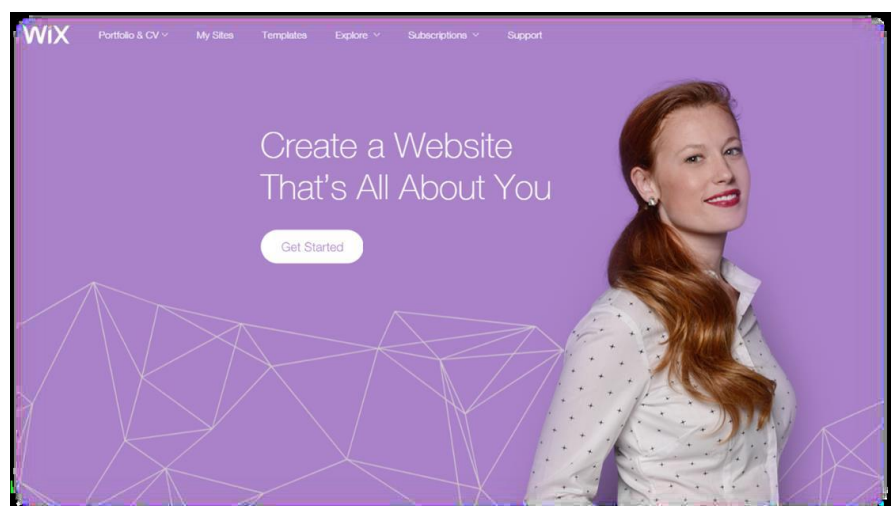 WiX
Portfolio & CV
My Sites
Templates
Explore
Subscriptions
Support
Create a Website
That's All About You
Get Started